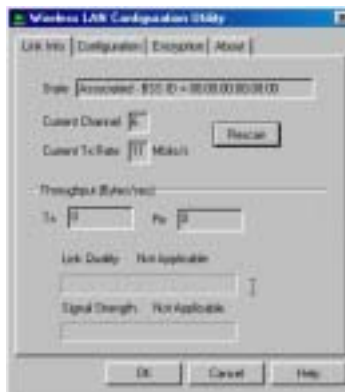 Wireless LAN Configuration Utility
Link Info Configuration Encryption About
State Associated - BSS ID = 00:00:00:00:00:00
Current Channel 6
Rescan
Current Tx Rate 11 Mbits/s
Throughput (Bytes/sec)
Tx 0 Rx 0
Link Quality Not Applicable
Signal Strength Not Applicable
OK Cancel Help